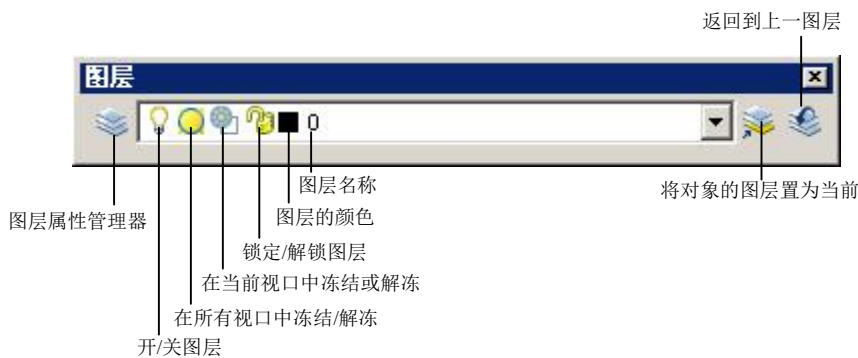 返回到上一图层
图层
0
图层名称
将对象的图层置为当前
图层属性管理器
图层的颜色
锁定/解锁图层
在当前视口中冻结或解冻
在所有视口中冻结/解冻
开/关图层